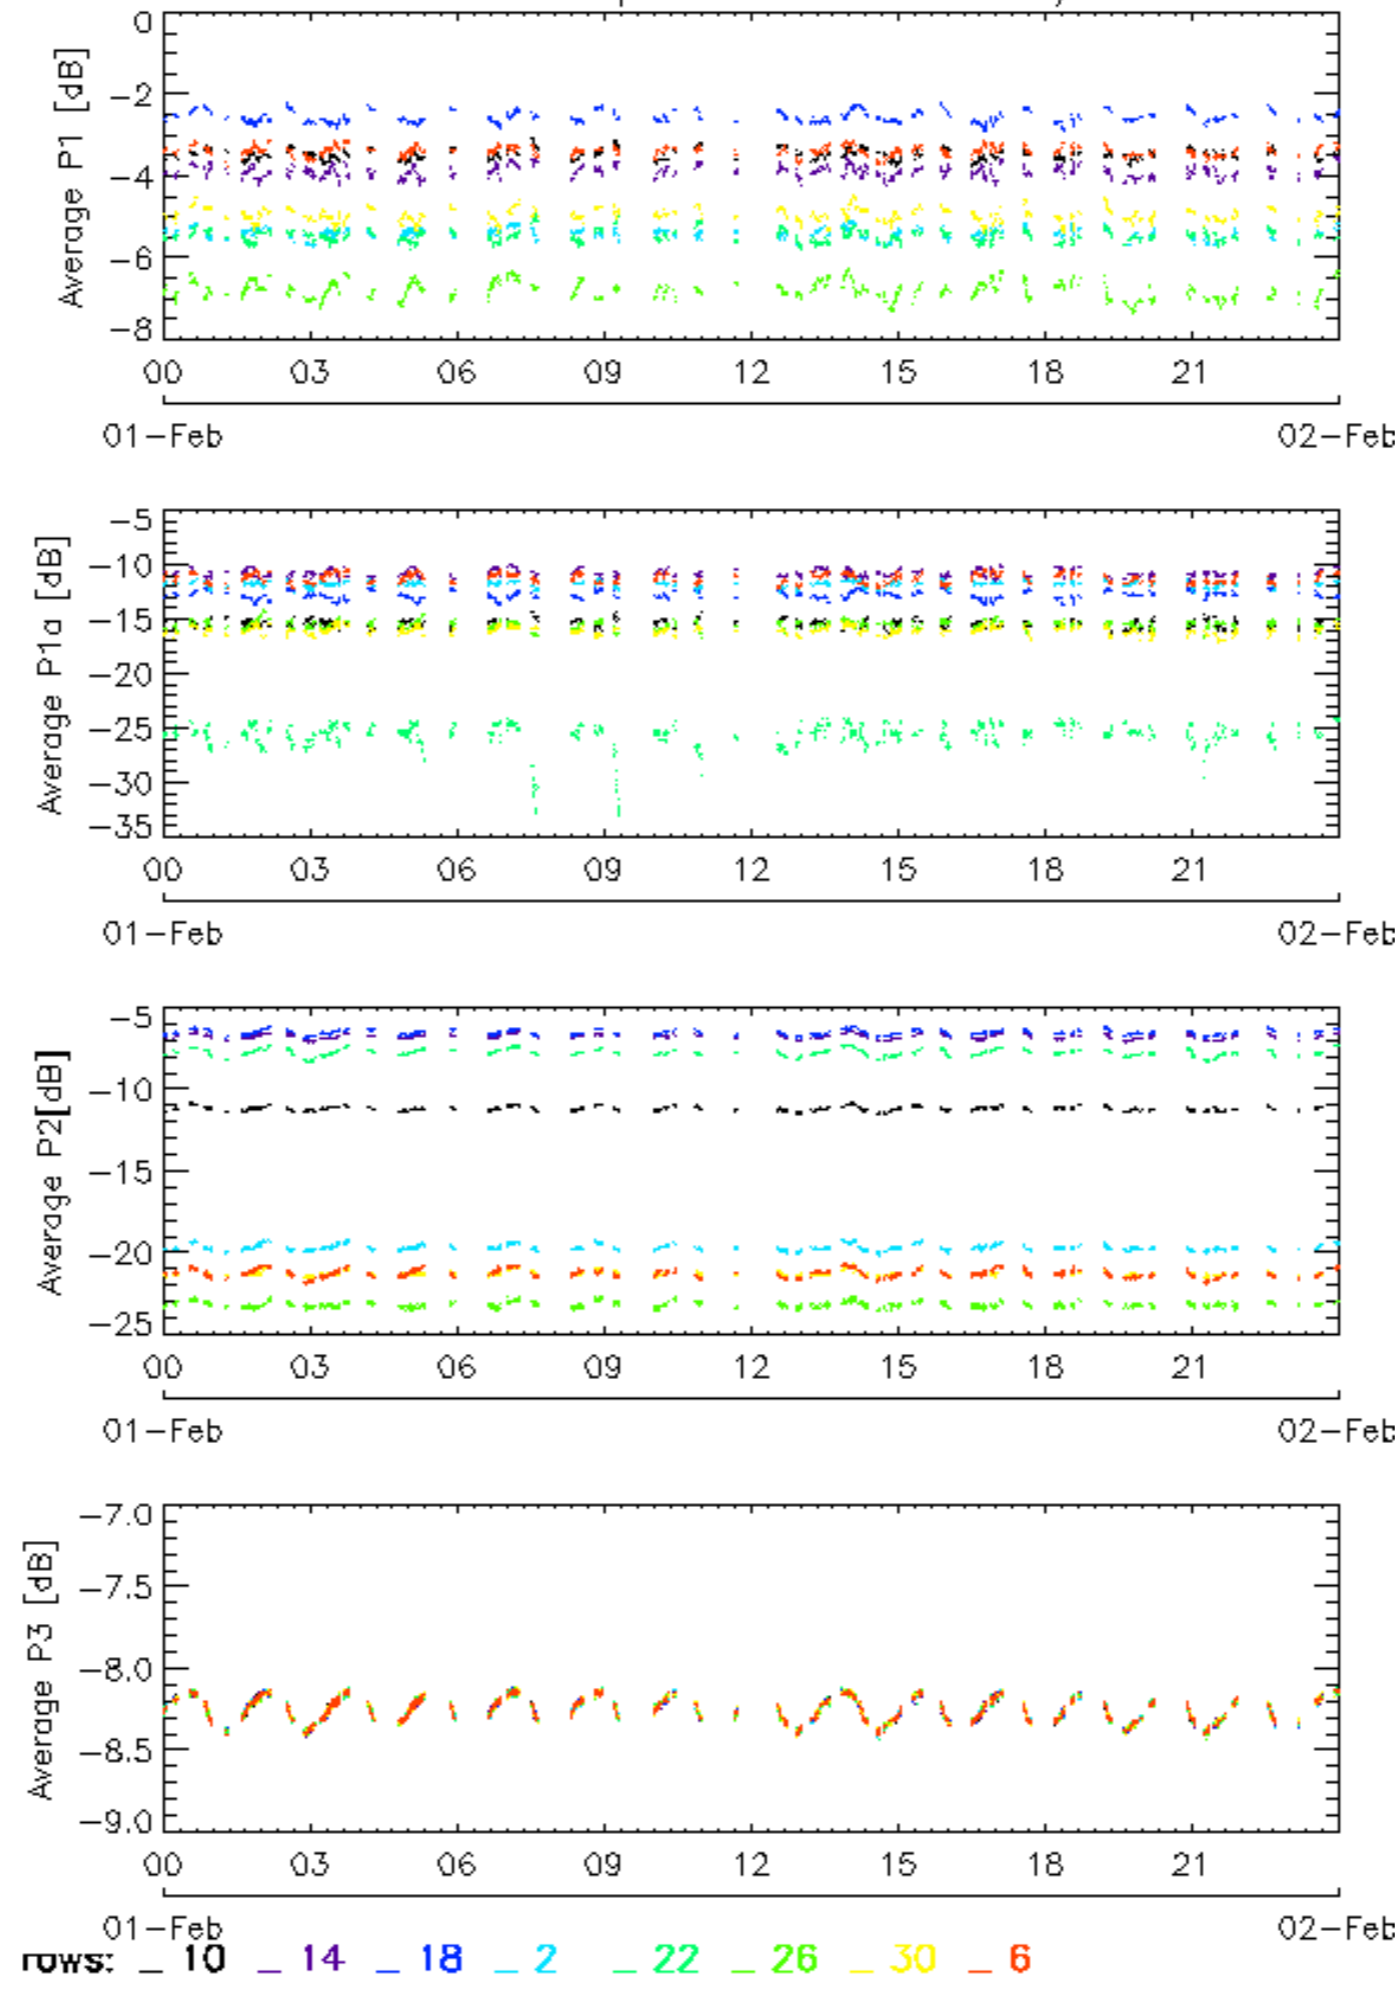 0
−2
−4
−6
−8
Average P1 [dB]
00 03 06 09 12 15 18 21
01−Feb 02−Feb
−5
−10
−15
−20
−25
−30
−35
Average P1a [dB]
00 03 06 09 12 15 18 21
01−Feb 02−Feb
−5
−10
−15
−20
−25
Average P2[dB]
00 03 06 09 12 15 18 21
01−Feb 02−Feb
−7.0
−7.5
−8.0
−8.5
−9.0
Average P3 [dB]
00 03 06 09 12 15 18 21
01−Feb 02−Feb
rows: _ 10 _ 14 _ 18 _ 2 _ 22 _ 26 _ 30 _ 6